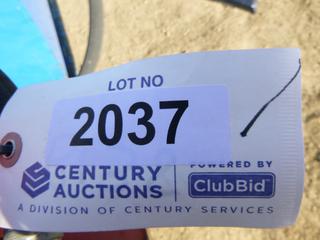 LOT NO
2037
CENTURY
AUCTIONS
POWERED BY
ClubBid
A DIVISION OF CENTURY SERVICES